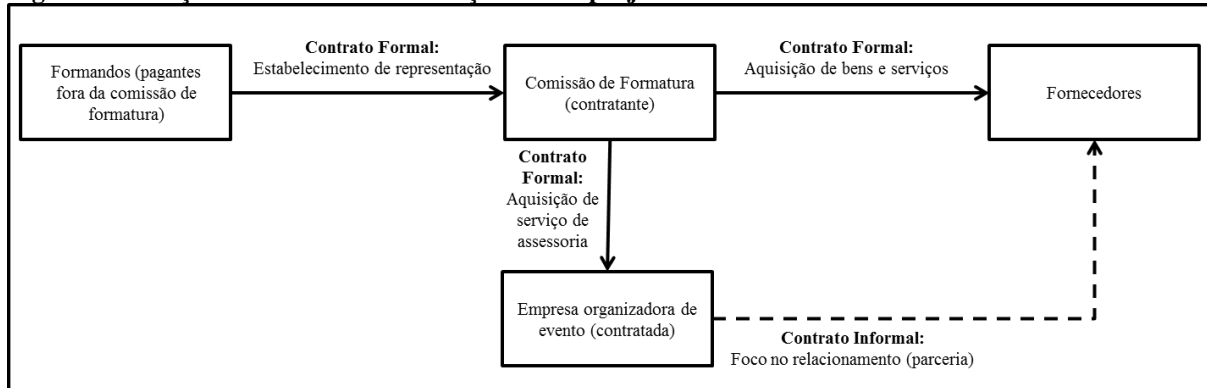 Contrato Formal:
Estabelecimento de representação
Contrato Formal:
Aquisição de bens e serviços
Formandos (pagantes
fora da comissão de
formatura)
Comissão de Formatura
(contratante)
Fornecedores
Contrato
Formal:
Aquisição de
serviço de
assessoria
Empresa organizadora de
evento (contratada)
Contrato Informal:
Foco no relacionamento (parceria)